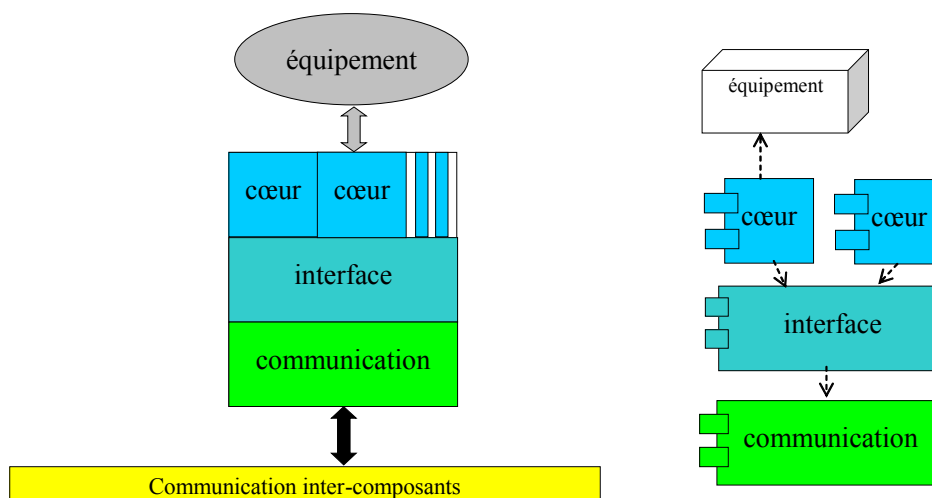 équipement
cœur
cœur
interface
communication
Communication inter-composants
équipement
cœur
cœur
interface
communication